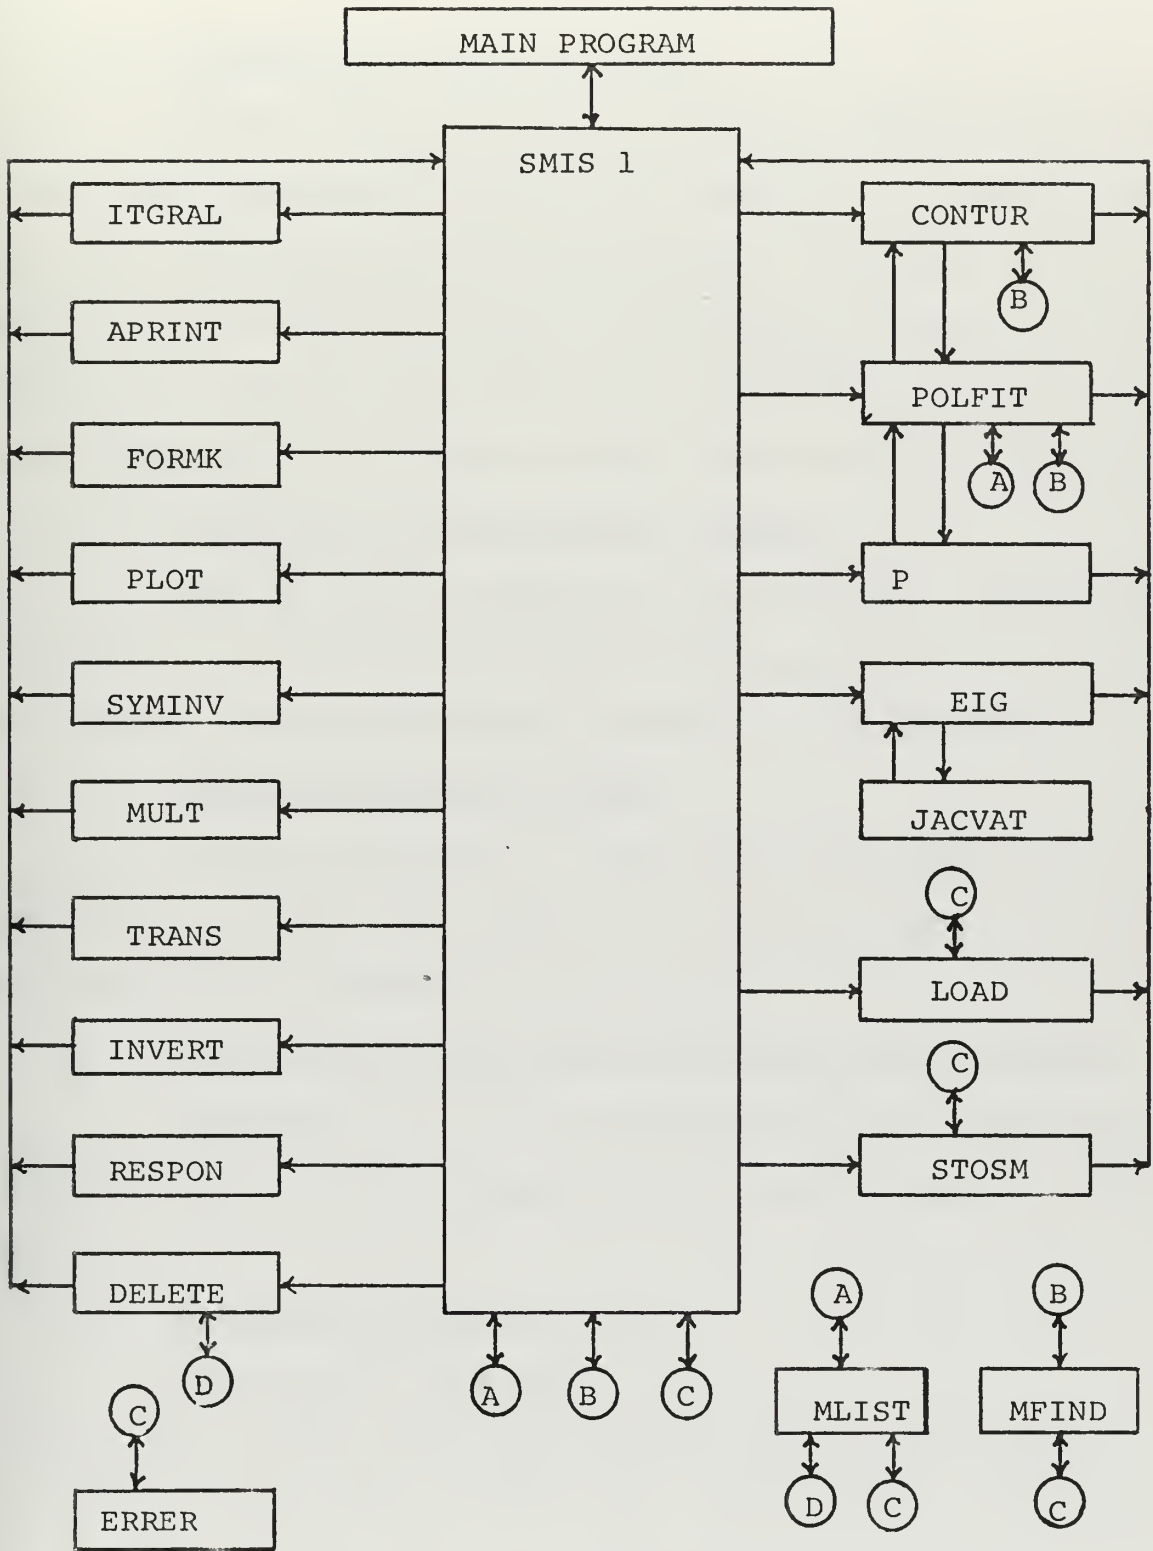 MAIN PROGRAM
SMIS 1
ITGRAL
APRINT
FORMK
PLOT
SYMINV
MULT
TRANS
INVERT
RESPON
DELETE
D
C
ERRER
A
B
C
CONTUR
B
POLFIT
A
B
P
EIG
JACVAT
C
LOAD
C
STOSM
A
MLIST
D
C
B
MFIND
C